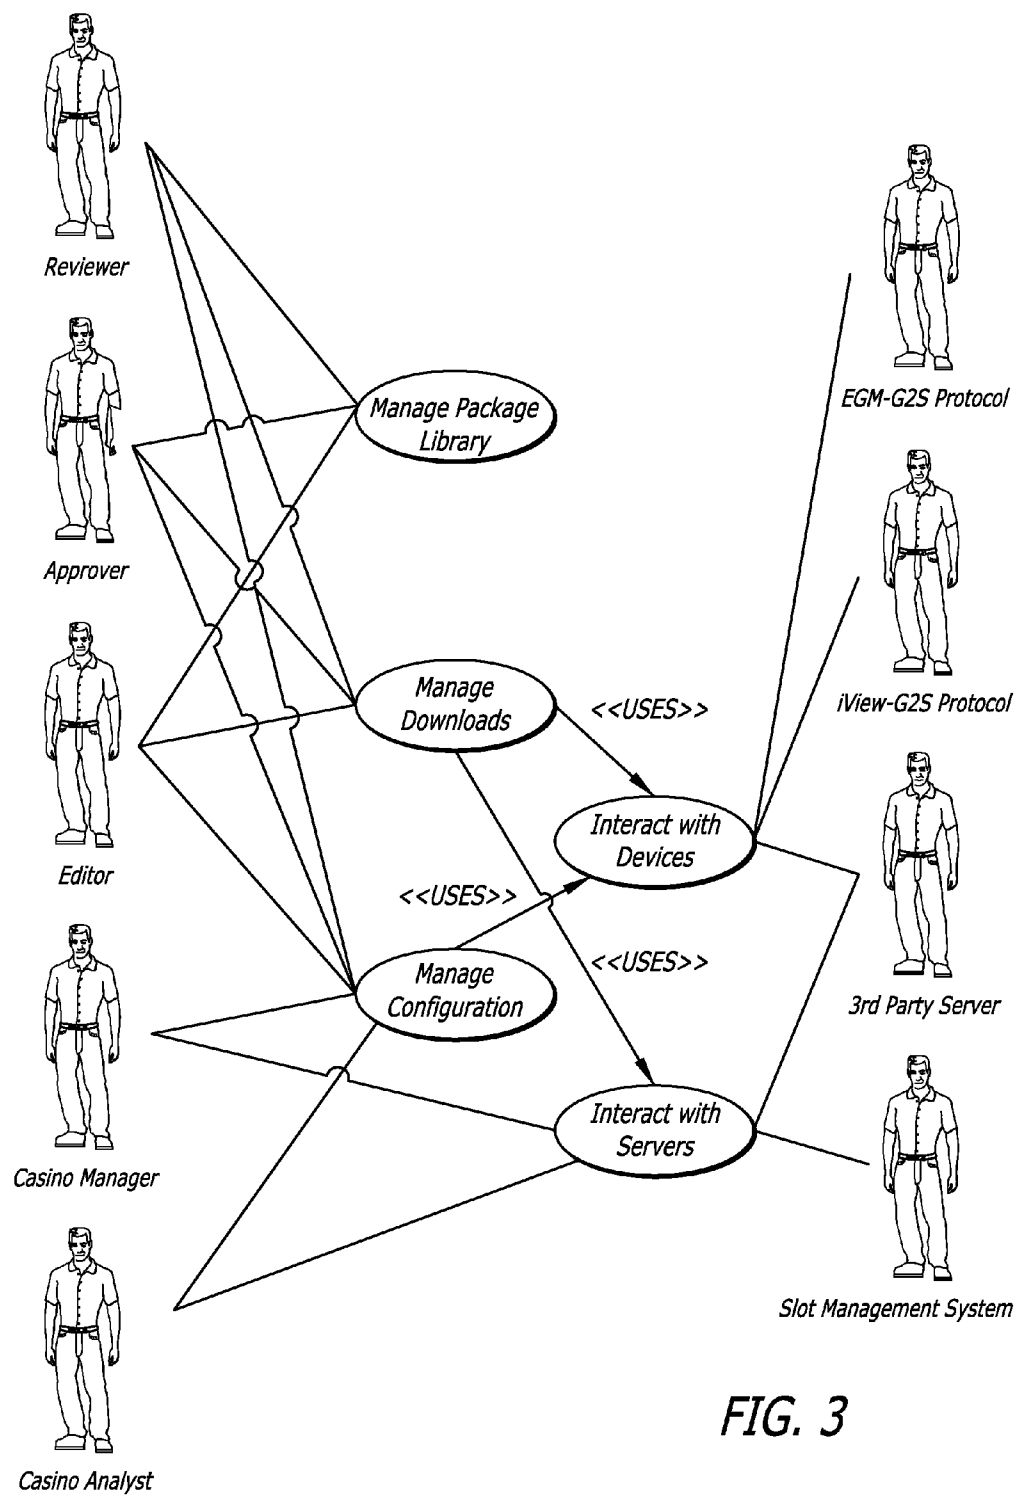 Reviewer
EGM-G2S Protocol
Manage Package
Library
Approver
iView-G2S Protocol
Manage
Downloads
<<USES>>
Interact with
Devices
Editor
<<USES>>
<<USES>>
Manage
Configuration
3rd Party Server
Interact with
Servers
Casino Manager
Slot Management System
Casino Analyst
FIG. 3